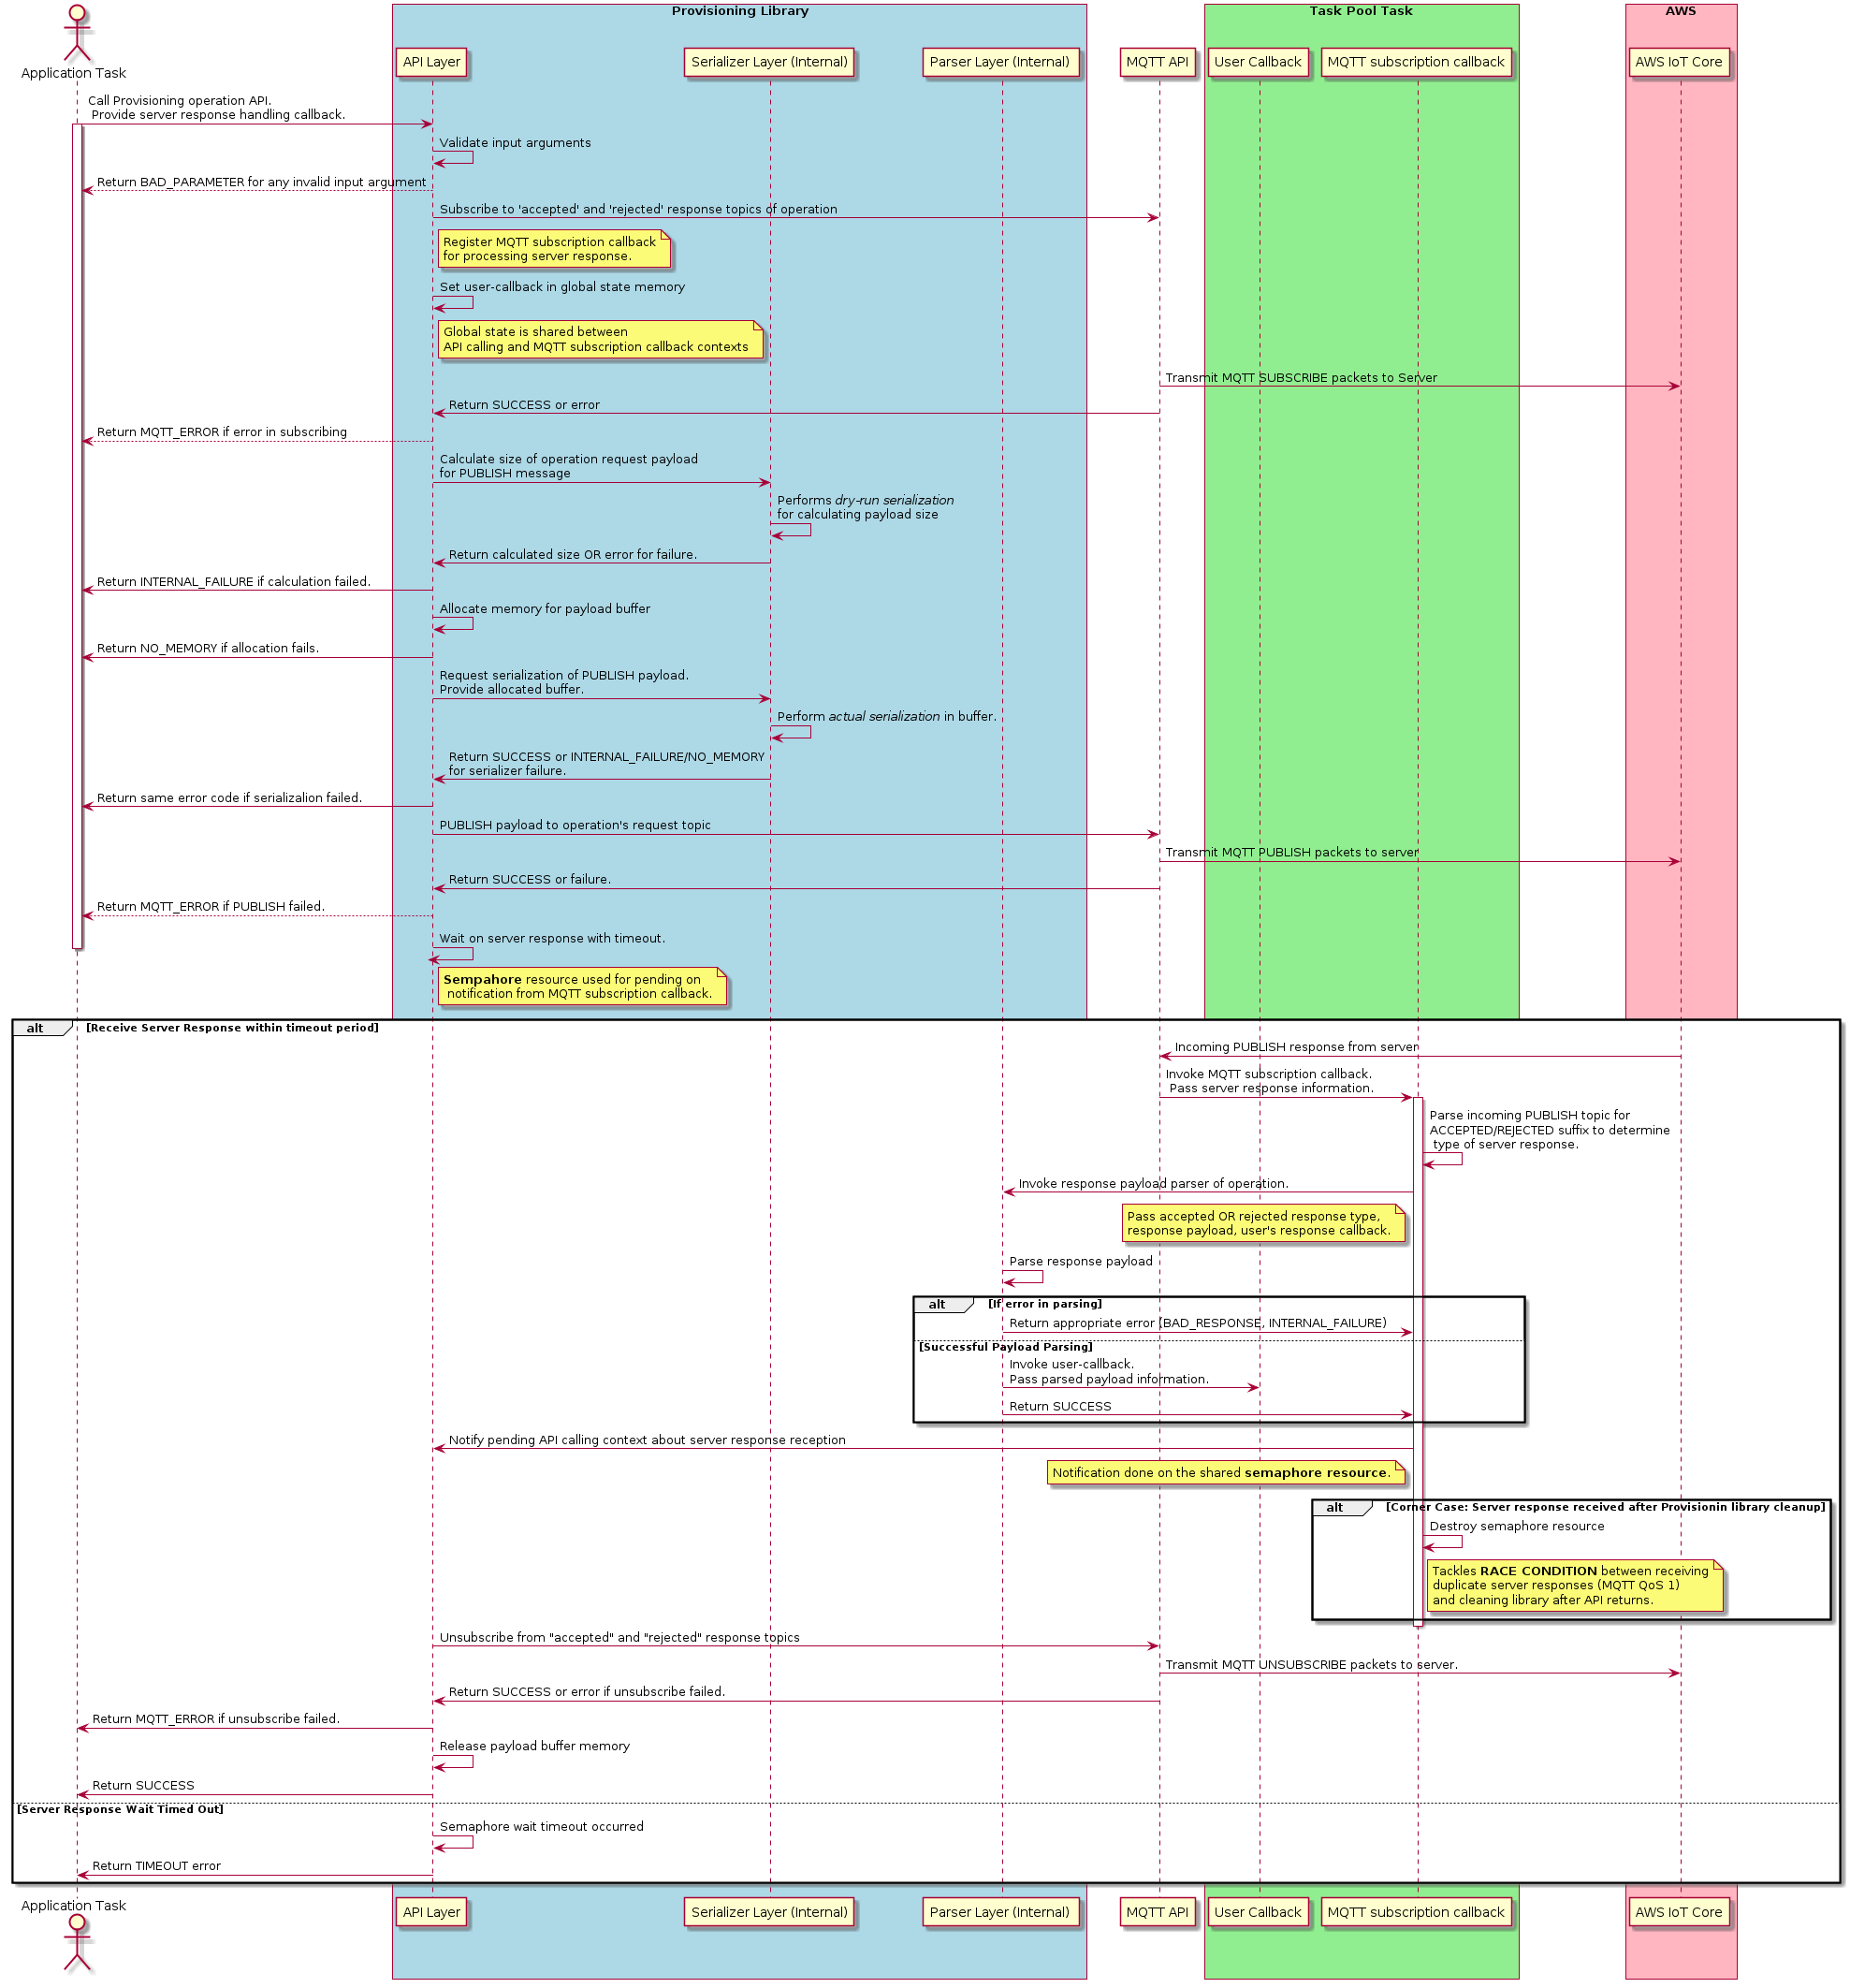 Provisioning Library
Task Pool Task
AWS
Application Task
API Layer
Serializer Layer (Internal)
Parser Layer (Internal)
MQTT API
User Callback
MQTT subscription callback
AWS IoT Core
Call Provisioning operation API.
Provide server response handling callback.
Validate input arguments
Return BAD_PARAMETER for any invalid input argument
Subscribe to 'accepted' and 'rejected' response topics of operation
Register MQTT subscription callback
for processing server response.
Set user-callback in global state memory
Global state is shared between
API calling and MQTT subscription callback contexts
Transmit MQTT SUBSCRIBE packets to Server
Return SUCCESS or error
Return MQTT_ERROR if error in subscribing
Calculate size of operation request payload
for PUBLISH message
Performs dry-run serialization
for calculating payload size
Return calculated size OR error for failure.
Return INTERNAL_FAILURE if calculation failed.
Allocate memory for payload buffer
Return NO_MEMORY if allocation fails.
Request serialization of PUBLISH payload.
Provide allocated buffer.
Perform actual serialization in buffer.
Return SUCCESS or INTERNAL_FAILURE/NO_MEMORY
for serializer failure.
Return same error code if serializalion failed.
PUBLISH payload to operation's request topic
Transmit MQTT PUBLISH packets to server
Return SUCCESS or failure.
Return MQTT_ERROR if PUBLISH failed.
Wait on server response with timeout.
Sempahore resource used for pending on
notification from MQTT subscription callback.
alt [Receive Server Response within timeout period]
Incoming PUBLISH response from server
Invoke MQTT subscription callback.
Pass server response information.
Parse incoming PUBLISH topic for
ACCEPTED/REJECTED suffix to determine
type of server response.
Invoke response payload parser of operation.
Pass accepted OR rejected response type,
response payload, user's response callback.
Parse response payload
alt [If error in parsing]
Return appropriate error (BAD_RESPONSE, INTERNAL_FAILURE)
[Successful Payload Parsing]
Invoke user-callback.
Pass parsed payload information.
Return SUCCESS
Notify pending API calling context about server response reception
Notification done on the shared semaphore resource.
alt [Corner Case: Server response received after Provisionin library cleanup]
Destroy semaphore resource
Tackles RACE CONDITION between receiving
duplicate server responses (MQTT QoS 1)
and cleaning library after API returns.
Unsubscribe from "accepted" and "rejected" response topics
Transmit MQTT UNSUBSCRIBE packets to server.
Return SUCCESS or error if unsubscribe failed.
Return MQTT_ERROR if unsubscribe failed.
Release payload buffer memory
Return SUCCESS
[Server Response Wait Timed Out]
Semaphore wait timeout occurred
Return TIMEOUT error
Application Task
API Layer
Serializer Layer (Internal)
Parser Layer (Internal)
MQTT API
User Callback
MQTT subscription callback
AWS IoT Core